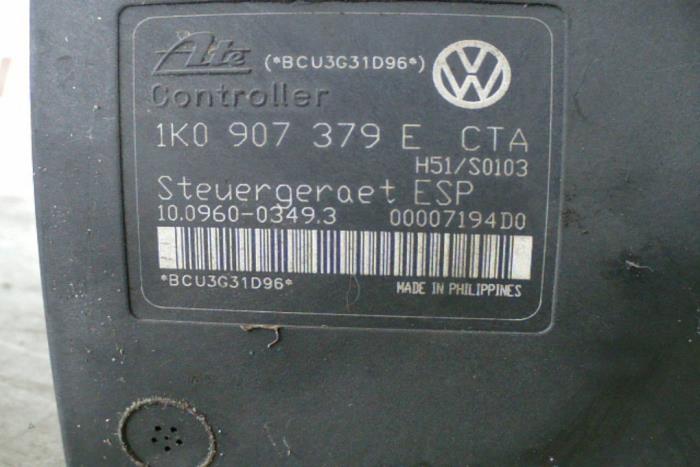 Ate (*BCU3G31D96*) VW
Controller
1K0 907 379 E CTA
H51/S0103
Steuergeraet ESP
10.0960-0349.3 00007194D0
*BCU3G31D96* MADE IN PHILIPPINES